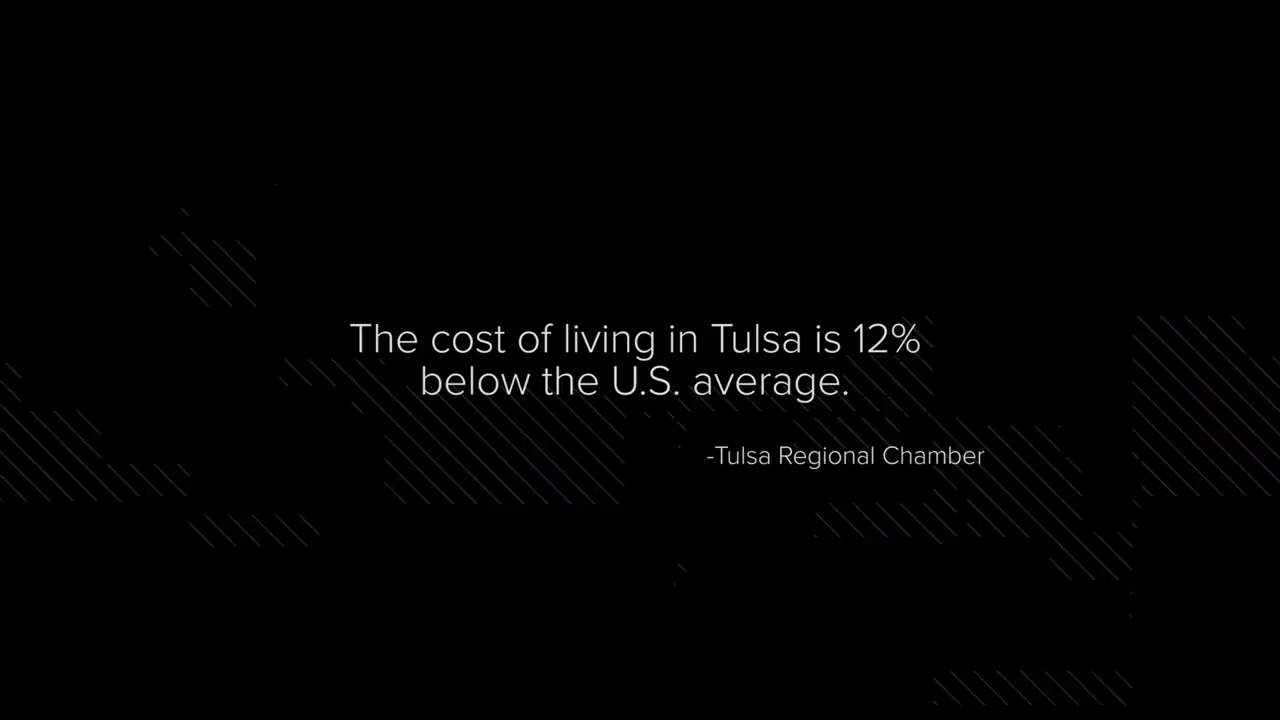 The cost of living in Tulsa is 12%
below the U.S. average.
-Tulsa Regional Chamber